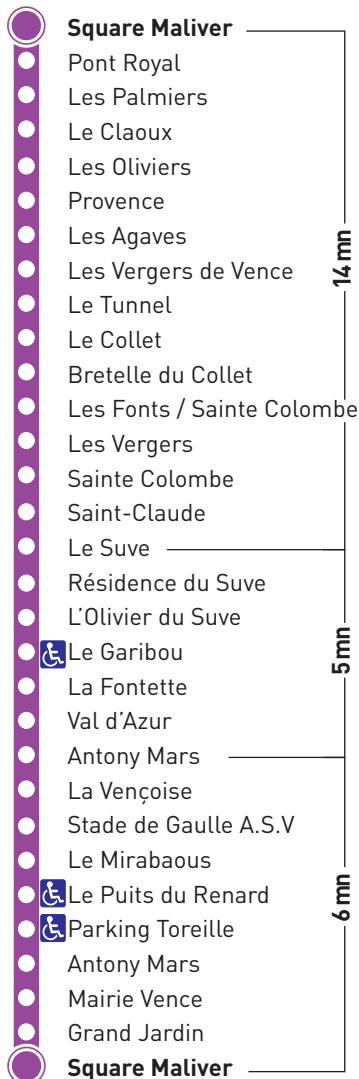 Square Maliver
Pont Royal
Les Palmiers
Le Claoux
Les Oliviers
Provence
Les Agaves
Les Vergers de Vence
14 mn
Le Tunnel
Le Collet
Bretelle du Collet
Les Fonts / Sainte Colombe
Les Vergers
Sainte Colombe
Saint-Claude
Le Suve
Résidence du Suve
L'Olivier du Suve
Le Garibou
5 mn
La Fontette
Val d'Azur
Antony Mars
La Vençoise
Stade de Gaulle A.S.V
Le Mirabaous
Le Puits du Renard
6 mn
Parking Toreille
Antony Mars
Mairie Vence
Grand Jardin
Square Maliver